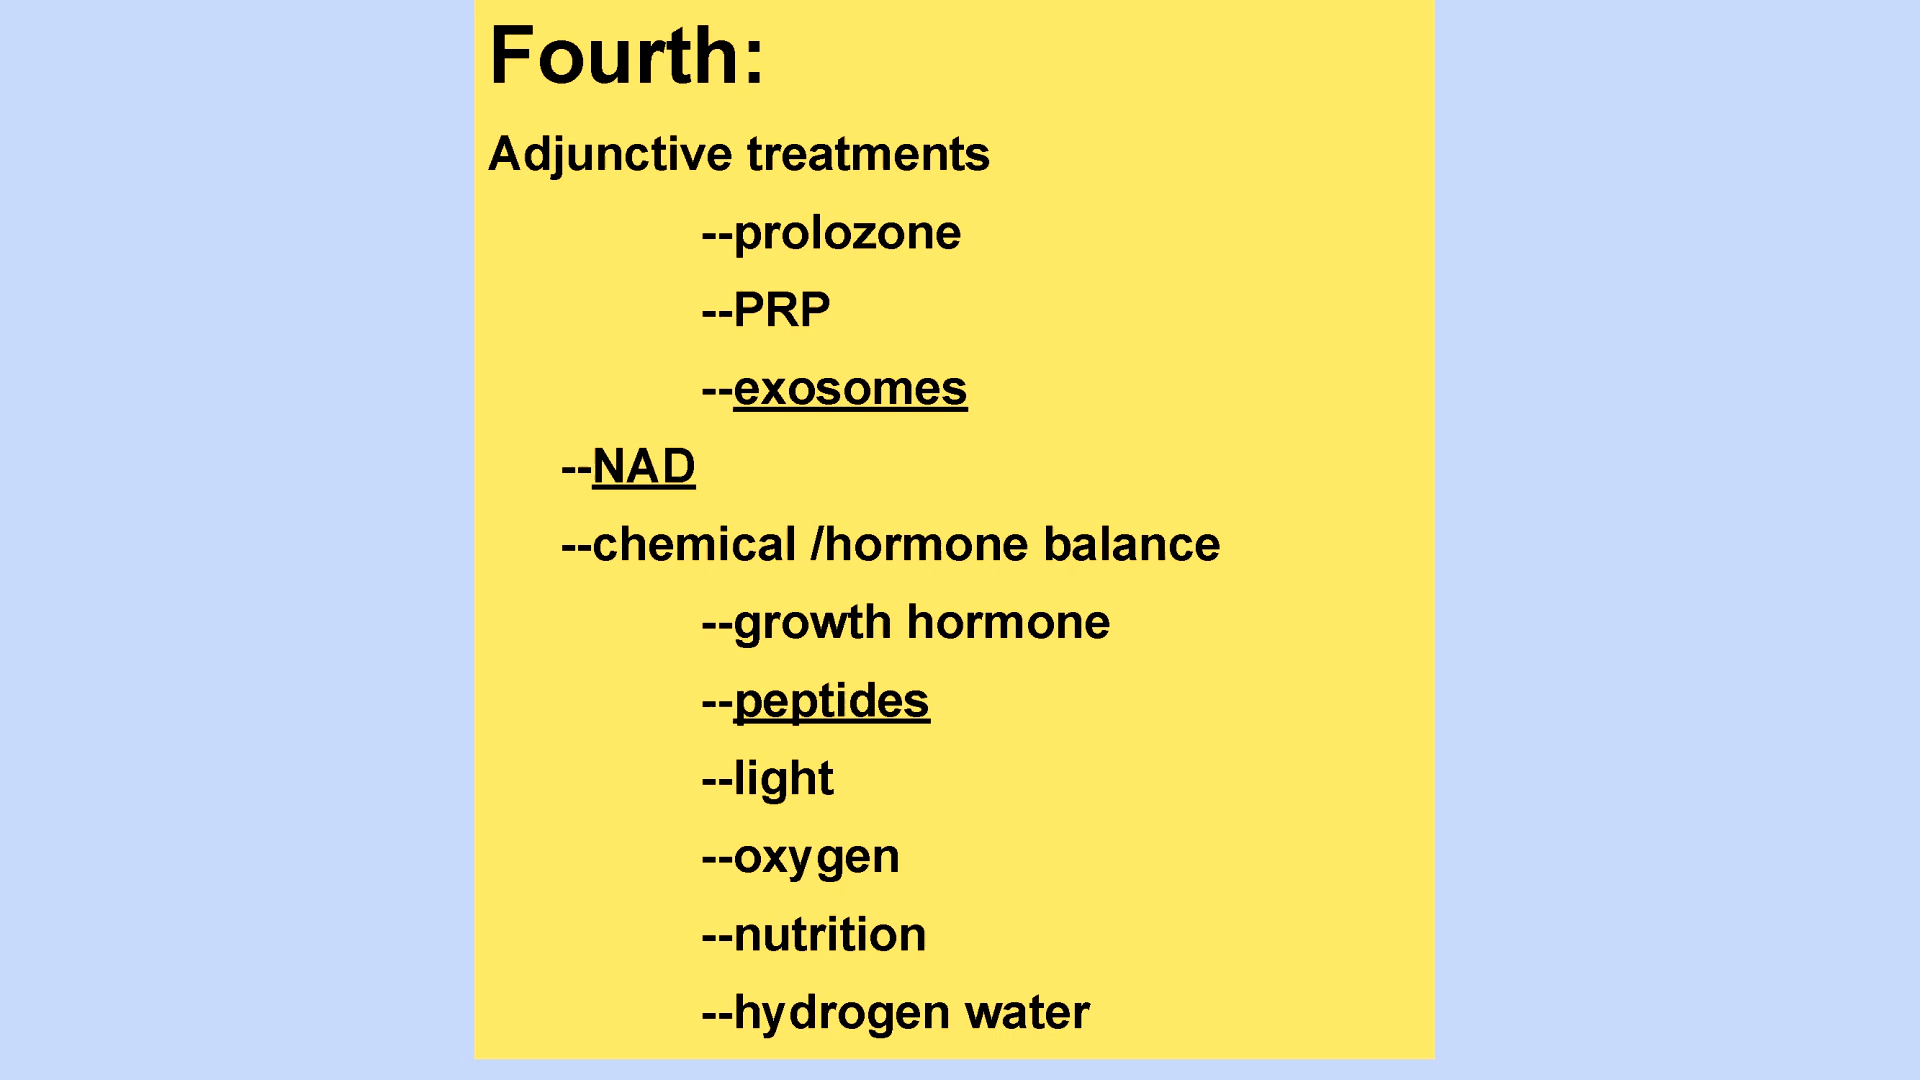 Fourth:
Adjunctive treatments
--prolozone
--PRP
--exosomes
--NAD
--chemical /hormone balance
--growth hormone
--peptides
--light
--oxygen
--nutrition
--hydrogen water